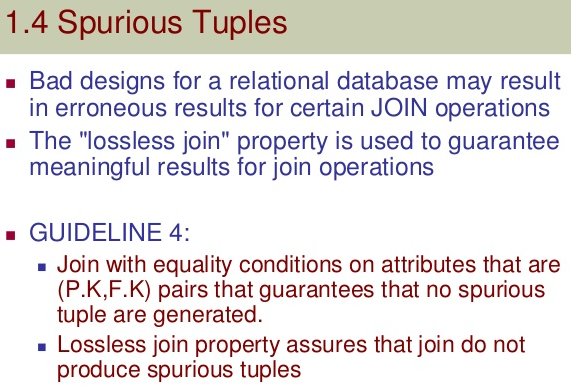 1.4 Spurious Tuples
Bad designs for a relational database may result
in erroneous results for certain JOIN operations
The "lossless join" property is used to guarantee
meaningful results for join operations
GUIDELINE 4:
Join with equality conditions on attributes that are
(P.K,F.K) pairs that guarantees that no spurious
tuple are generated.
Lossless join property assures that join do not
produce spurious tuples